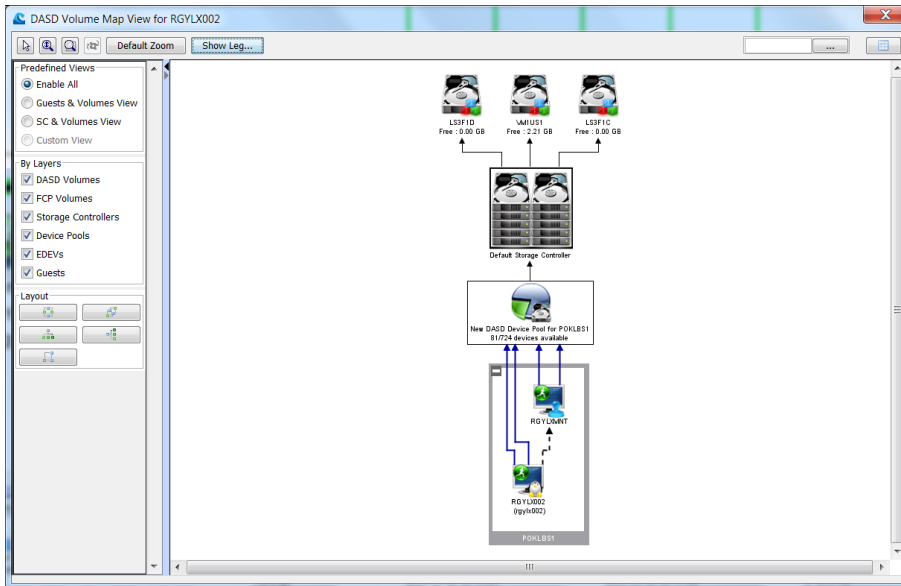 DASD Volume Map View for RGYLX002
Default Zoom
Show Leg...
...
Predefined Views
Enable All
Guests & Volumes View
SC & Volumes View
Custom View
By Layers
DASD Volumes
FCP Volumes
Storage Controllers
Device Pools
EDEVs
Guests
Layout
LS3F1D
Free : 0.00 GB
VM1US1
Free : 2.21 GB
LS3F1C
Free : 0.00 GB
Default Storage Controller
New DASD Device Pool for POKLBS1
81/724 devices available
RGYLXMNT
RGYLX002
(rgylx002)
POKLBS1